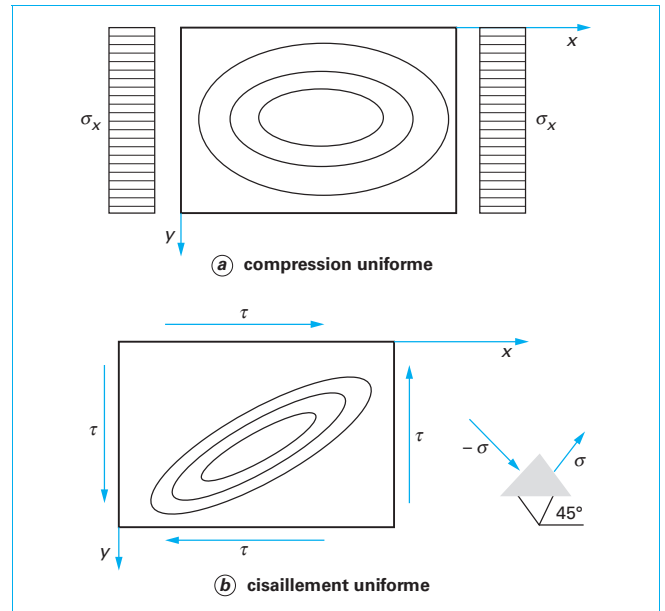 x
σx σx
y
a compression uniforme
τ
x
τ τ
– σ σ
45°
y
τ
b cisaillement uniforme